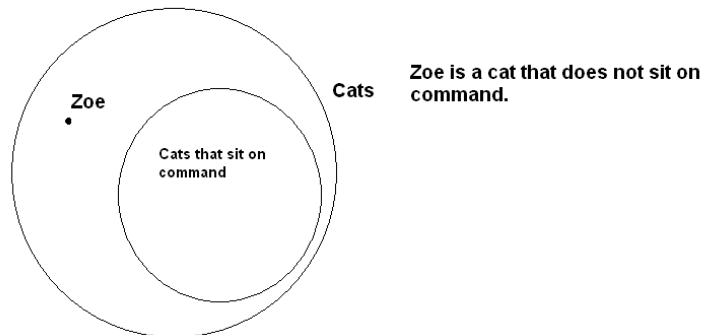 Zoe
Cats
Cats that sit on
command
Zoe is a cat that does not sit on
command.